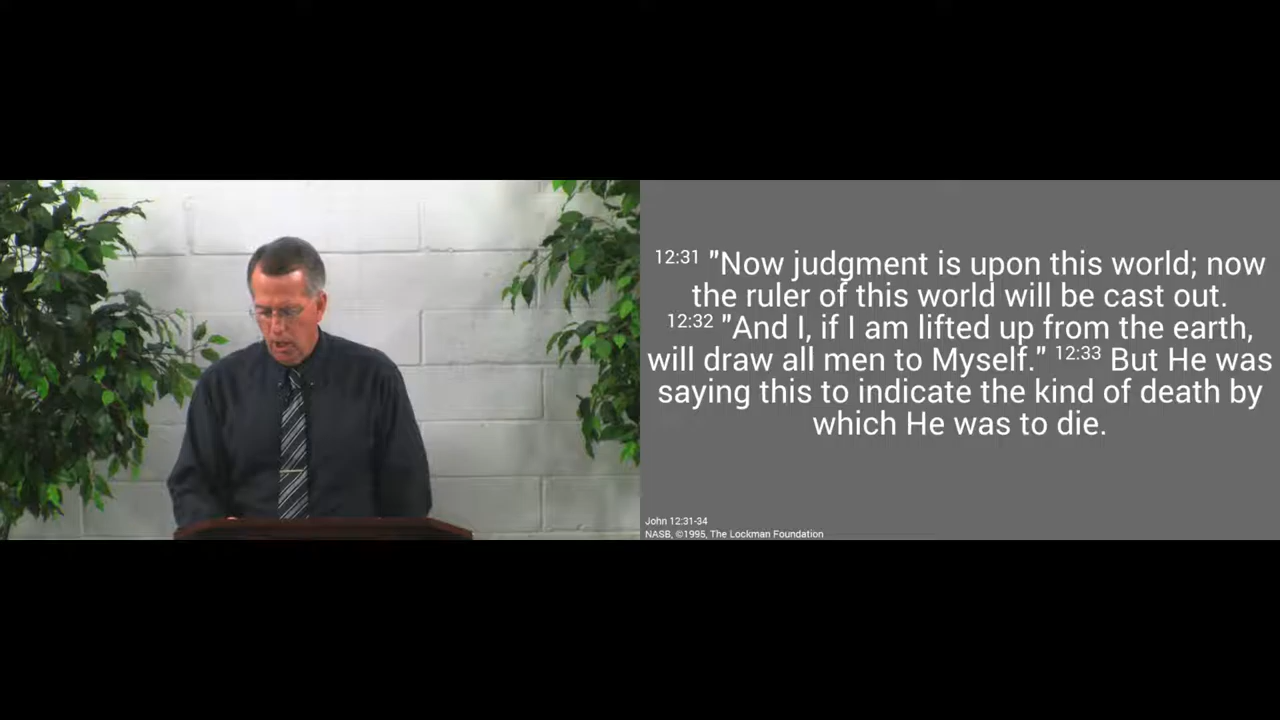 12:31 "Now judgment is upon this world; now
the ruler of this world will be cast out.
12:32 "And I, if I am lifted up from the earth,
will draw all men to Myself." 12:33 But He was
saying this to indicate the kind of death by
which He was to die.
John 12:31-34
NASB, ©1995, The Lockman Foundation